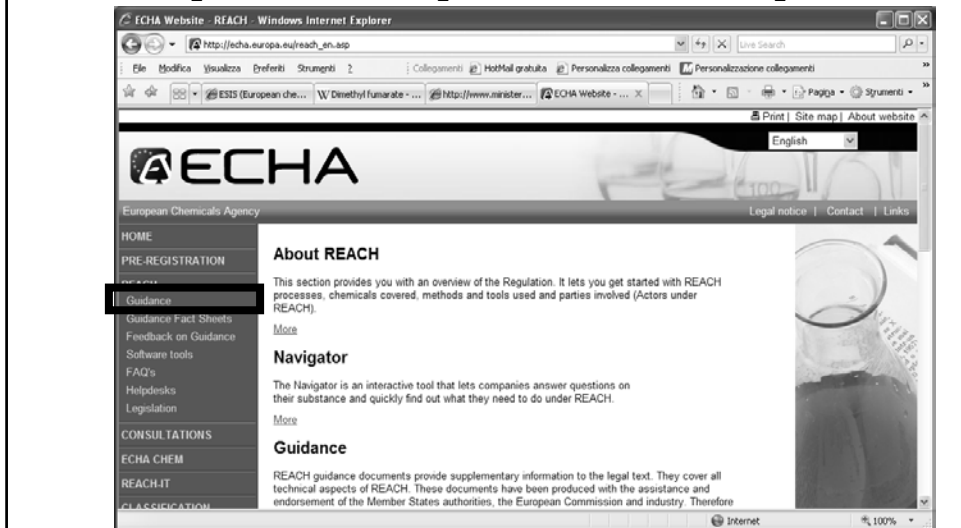 ECHA Website - REACH - Windows Internet Explorer
http://echa.europa.eu/reach_en.asp
Live Search
File Modifica Visualizza Preferiti Strumenti ?
Collegamenti HotMail gratuita Personalizza collegamenti Personalizzazione collegamenti
ESIS (European che... W Dimethyl fumarate - ... http://www.minister... ECHA Website - ... X
Pagina Strumenti
Print | Site map | About website
English
ECHA
100
European Chemicals Agency
Legal notice | Contact | Links
HOME
PRE-REGISTRATION
REACH
Guidance
Guidance Fact Sheets
Feedback on Guidance
Software tools
FAQ's
Helpdesks
Legislation
CONSULTATIONS
ECHA CHEM
REACH-IT
CLASSIFICATION
About REACH
This section provides you with an overview of the Regulation. It lets you get started with REACH
processes, chemicals covered, methods and tools used and parties involved (Actors under
REACH).
More
Navigator
The Navigator is an interactive tool that lets companies answer questions on
their substance and quickly find out what they need to do under REACH.
More
Guidance
REACH guidance documents provide supplementary information to the legal text. They cover all
technical aspects of REACH. These documents have been produced with the assistance and
endorsement of the Member States authorities, the European Commission and industry. Therefore
Internet
100%